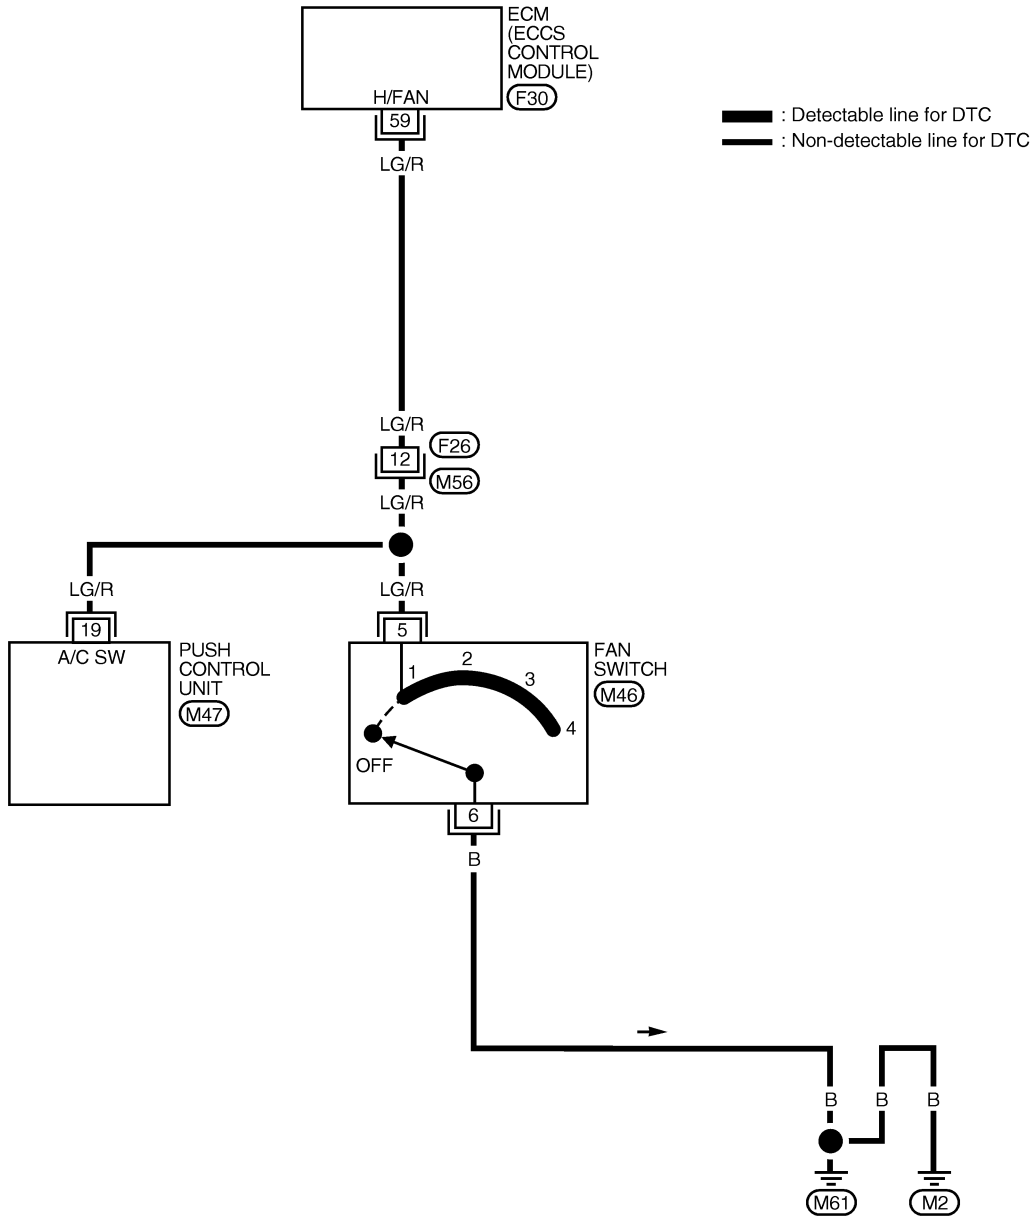 ECM
(ECCS
CONTROL
MODULE)
F30
H/FAN
59
LG/R
: Detectable line for DTC
: Non-detectable line for DTC
LG/R
F26
12
M56
LG/R
LG/R
LG/R
19
A/C SW
PUSH
CONTROL
UNIT
M47
5
FAN
SWITCH
M46
1
2
3
4
OFF
6
B
B
B
B
M61
M2